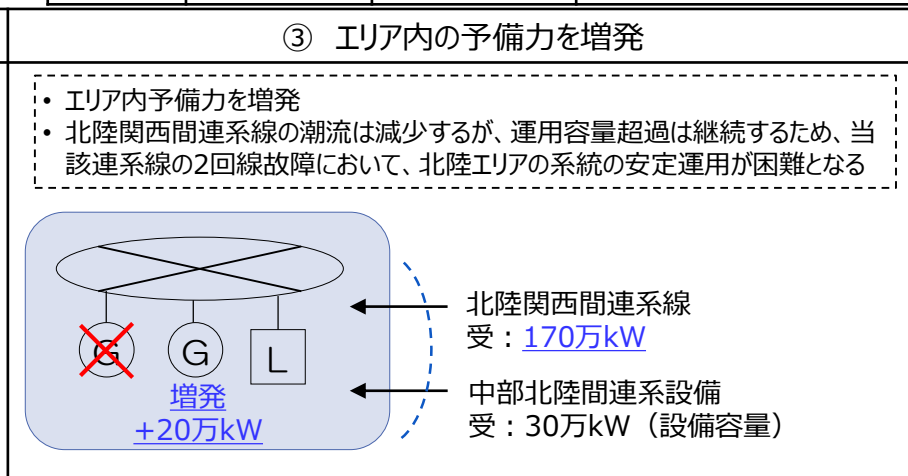 ③ エリア内の予備力を増発
• エリア内予備力を増発
• 北陸関西間連系線の潮流は減少するが、運用容量超過は継続するため、当
該連系線の2回線故障において、北陸エリアの系統の安定運用が困難となる
北陸関西間連系線
受：170万kW
G
G
L
増発
+20万kW
中部北陸間連系設備
受：30万kW（設備容量）